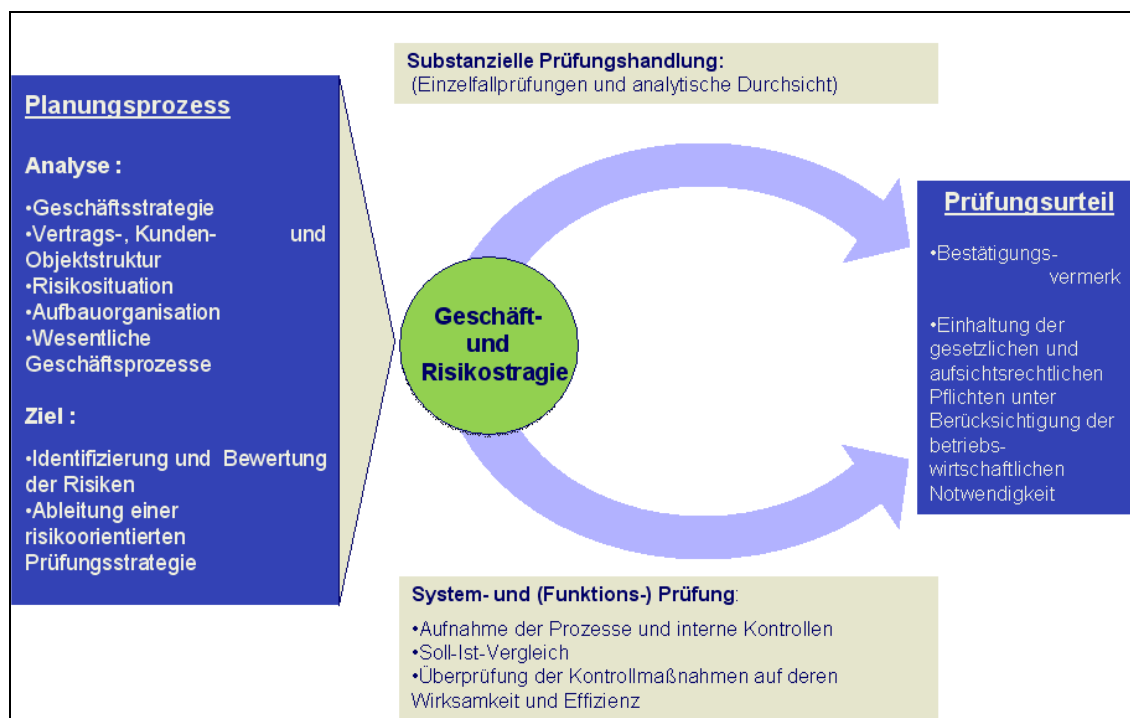 Planungsprozess
Analyse :
•Geschäftsstrategie
•Vertrags-, Kunden- und
Objektstruktur
•Risikosituation
•Aufbauorganisation
•Wesentliche
Geschäftsprozesse
Ziel :
•Identifizierung und Bewertung
der Risiken
•Ableitung einer
risikoorientierten
Prüfungsstrategie
Substanzielle Prüfungshandlung:
(Einzelfallprüfungen und analytische Durchsicht)
Geschäft-
und
Risikostragie
System- und (Funktions-) Prüfung:
•Aufnahme der Prozesse und interne Kontrollen
•Soll-Ist-Vergleich
•Überprüfung der Kontrollmaßnahmen auf deren
Wirksamkeit und Effizienz
Prüfungsurteil
•Bestätigungs-
vermerk
•Einhaltung der
gesetzlichen und
aufsichtsrechtlichen
Pflichten unter
Berücksichtigung der
betriebs-
wirtschaftlichen
Notwendigkeit